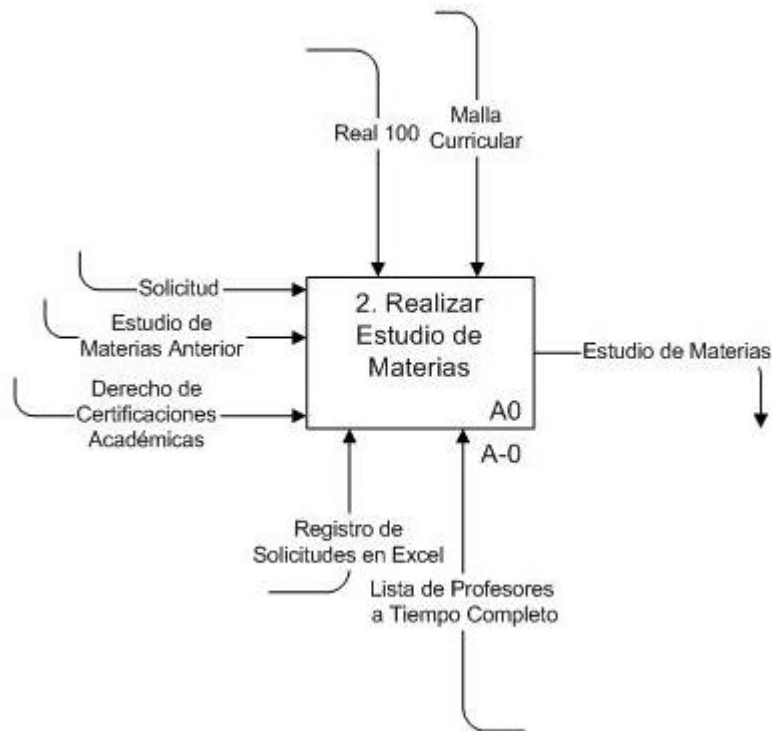 Real 100
Malla
Curricular
Solicitud
Estudio de
Materias Anterior
Derecho de
Certificaciones
Académicas
2. Realizar
Estudio de
Materias
A0
A-0
Estudio de Materias
Registro de
Solicitudes en Excel
Lista de Profesores
a Tiempo Completo